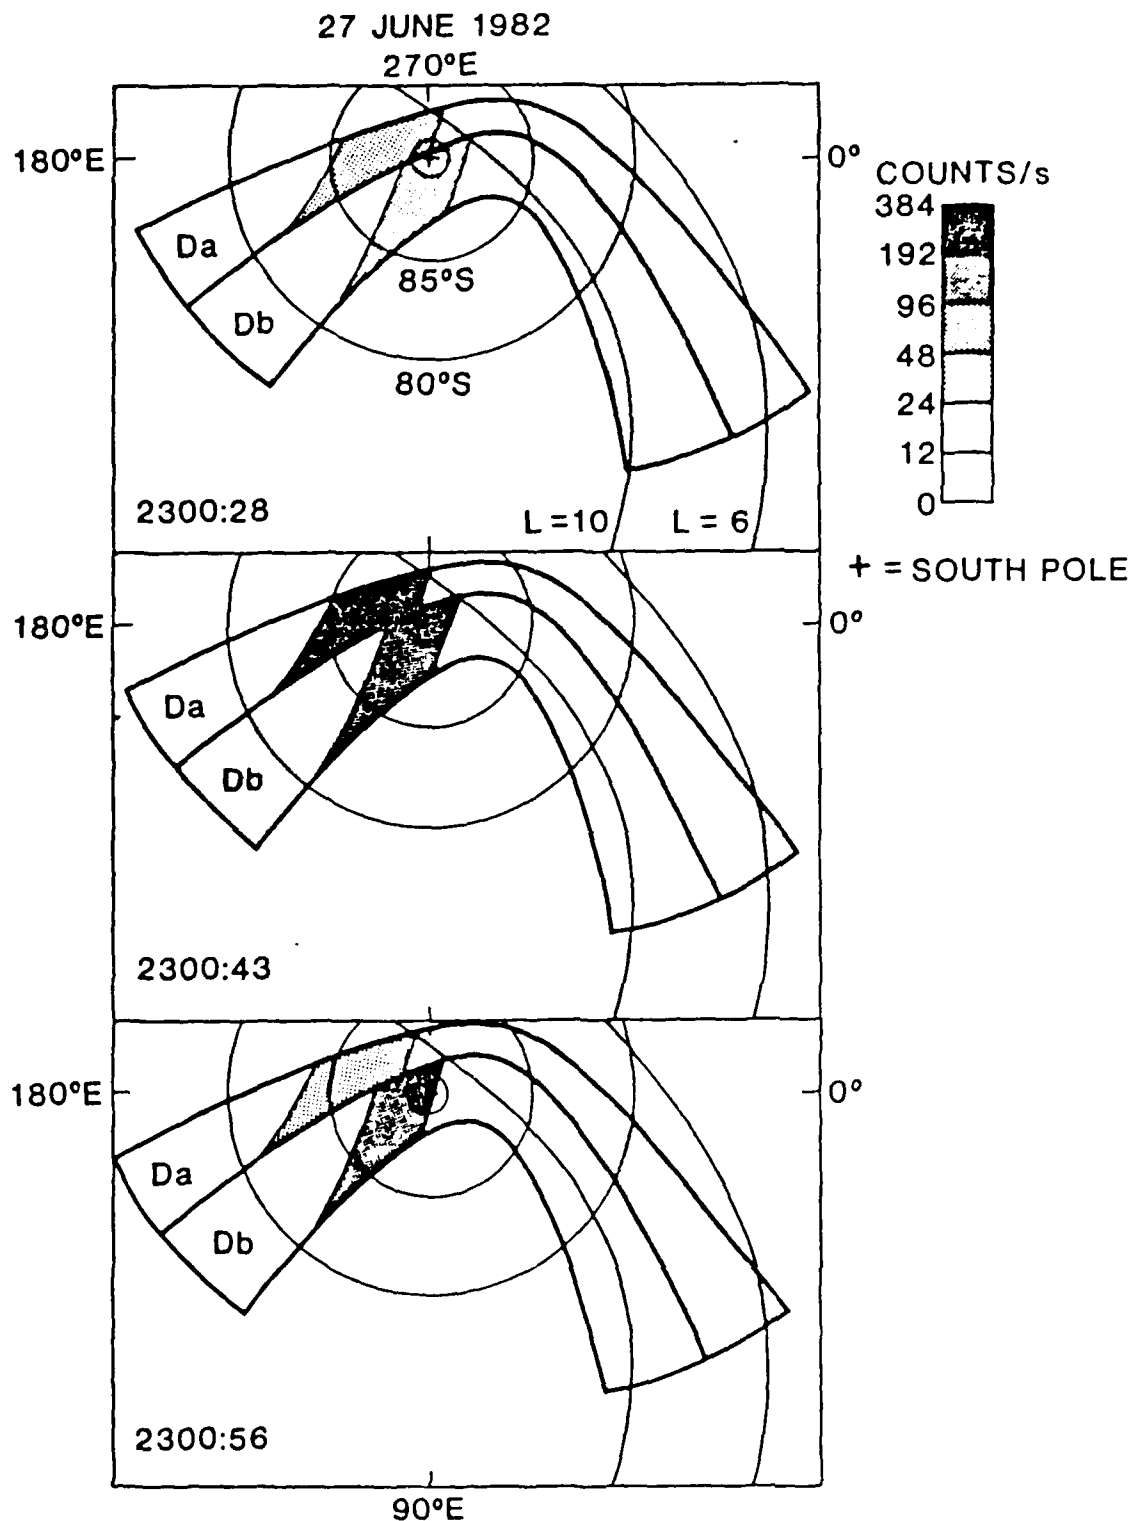 27 JUNE 1982
270°E
180°E
0°
Da
Db
85°S
80°S
2300:28
L=10
L=6
COUNTS/s
384
192
96
48
24
12
0
+ = SOUTH POLE
180°E
0°
Da
Db
2300:43
180°E
0°
Da
Db
2300:56
90°E